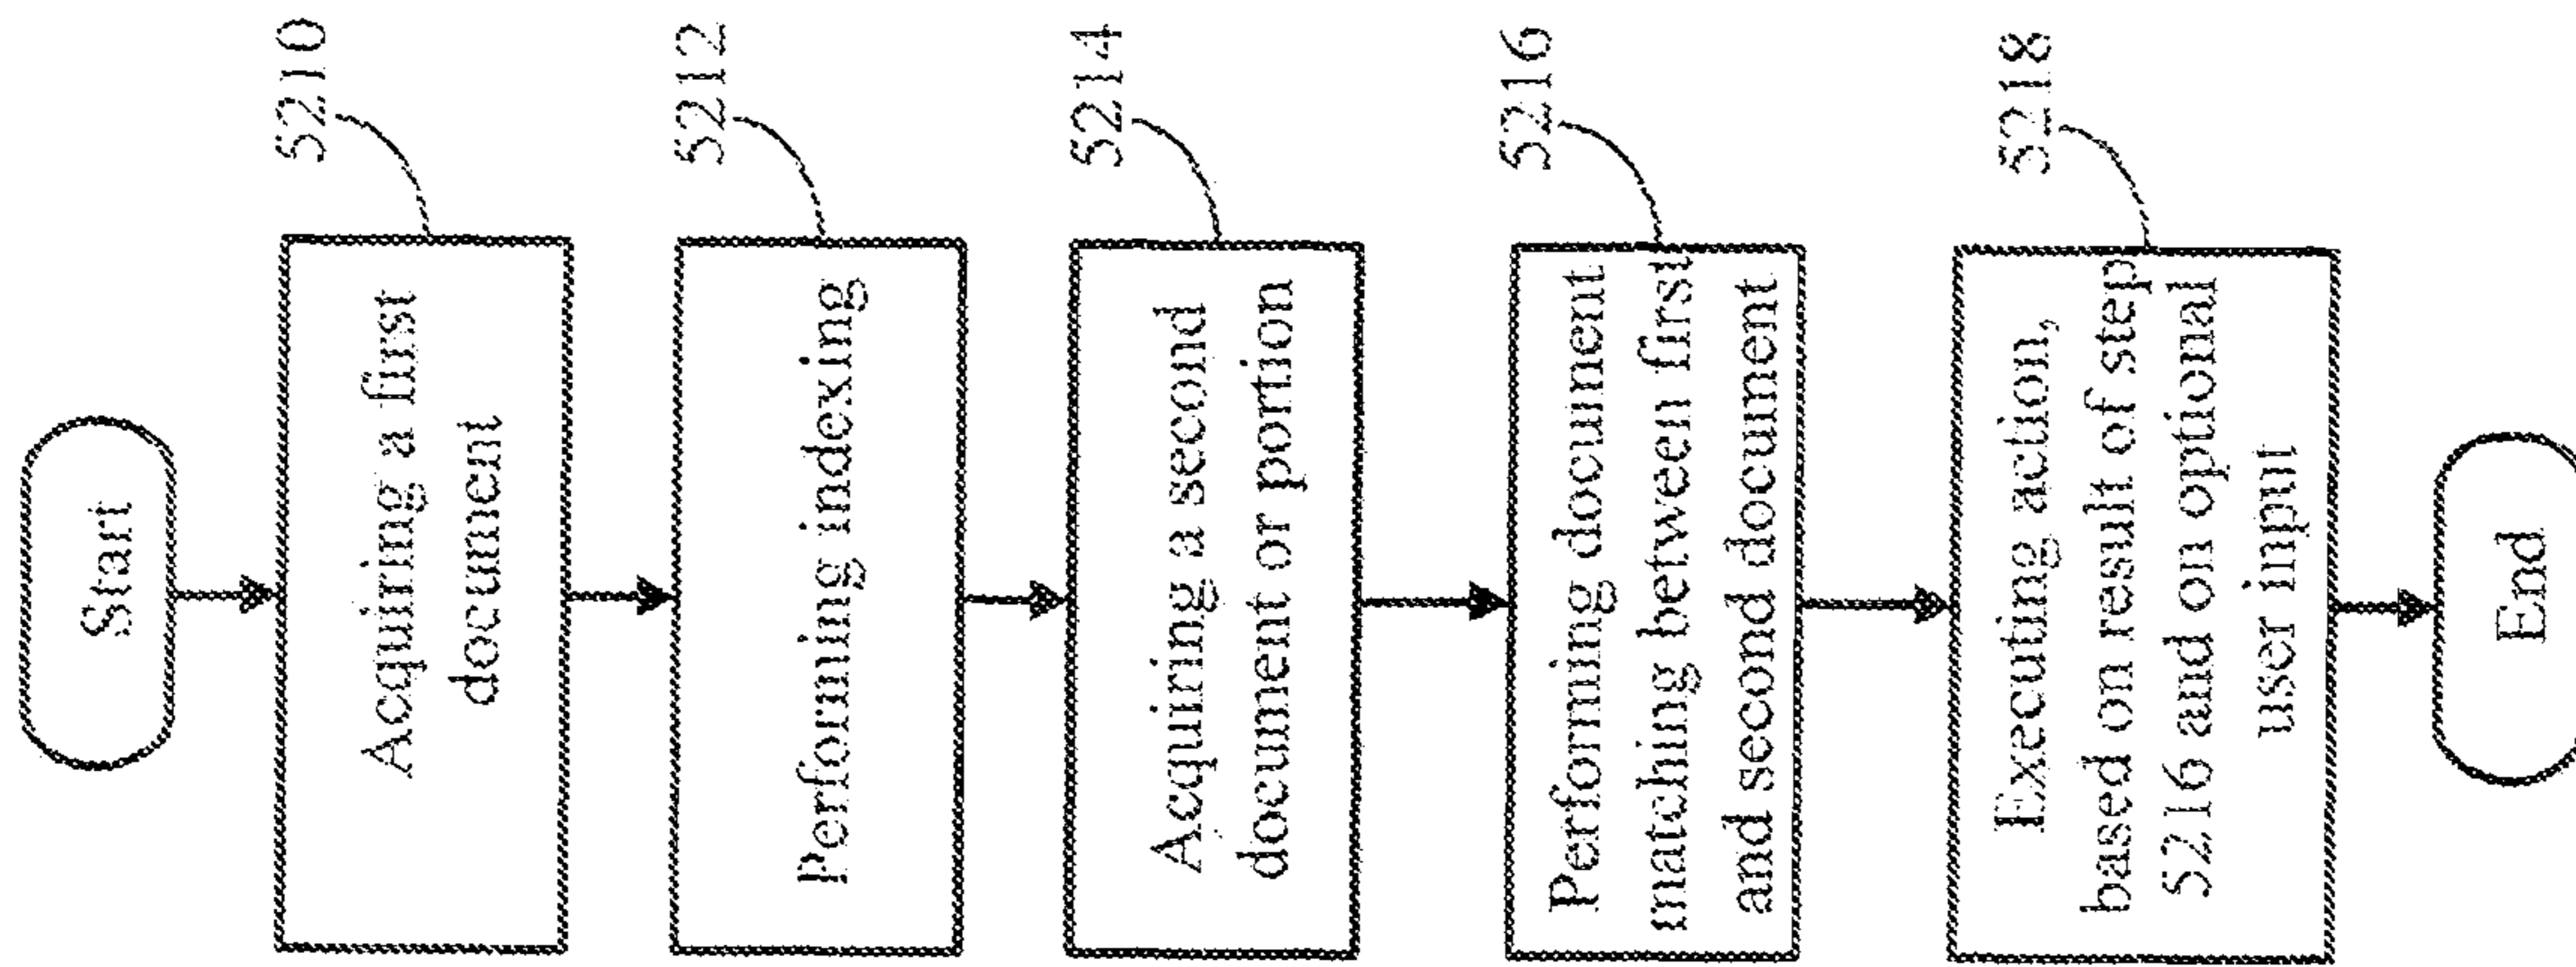 Start
5210
Acquiring a first
document
5212
Performing indexing
5214
Acquiring a second
document or portion
5216
Performing document
matching between first
and second document
5218
Executing action,
based on result of step
5216 and on optional
user input
End